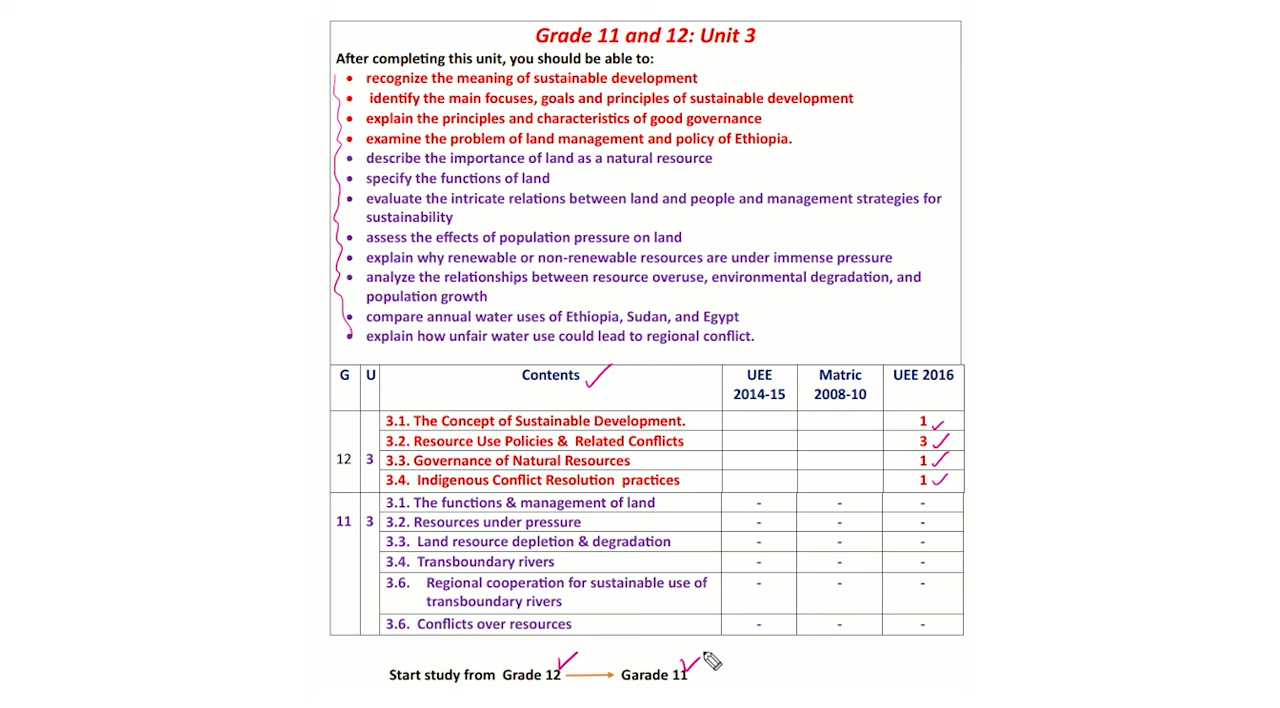 Grade 11 and 12: Unit 3
After completing this unit, you should be able to:
• recognize the meaning of sustainable development
• identify the main focuses, goals and principles of sustainable development
• explain the principles and characteristics of good governance
• examine the problem of land management and policy of Ethiopia.
• describe the importance of land as a natural resource
• specify the functions of land
• evaluate the intricate relations between land and people and management strategies for
sustainability
• assess the effects of population pressure on land
• explain why renewable or non-renewable resources are under immense pressure
• analyze the relationships between resource overuse, environmental degradation, and
population growth
• compare annual water uses of Ethiopia, Sudan, and Egypt
• explain how unfair water use could lead to regional conflict.
G U Contents UEE Matric UEE 2016
2014-15 2008-10
3.1. The Concept of Sustainable Development. 1
3.2. Resource Use Policies & Related Conflicts 3
12 3 3.3. Governance of Natural Resources 1
3.4. Indigenous Conflict Resolution practices 1
3.1. The functions & management of land - - -
11 3 3.2. Resources under pressure - - -
3.3. Land resource depletion & degradation - - -
3.4. Transboundary rivers - - -
3.6. Regional cooperation for sustainable use of - - -
transboundary rivers
3.6. Conflicts over resources - - -
Start study from Grade 12 → Garade 11